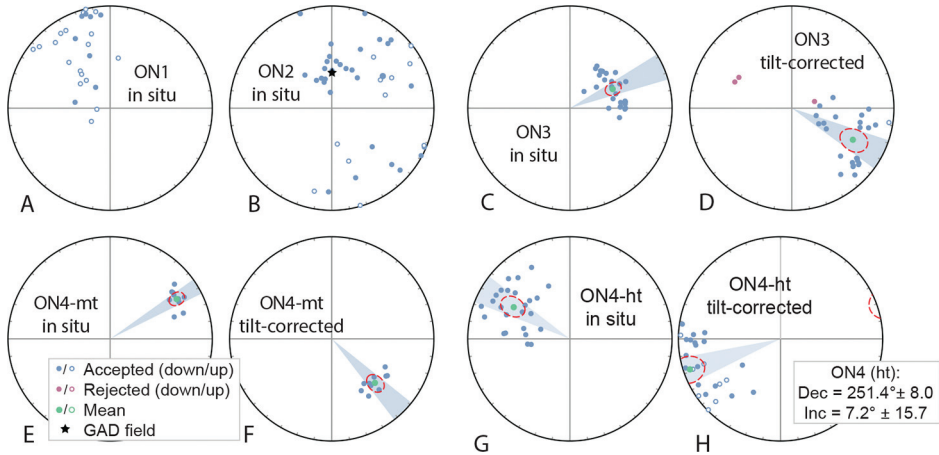 ON1
in situ
A
ON2
in situ
B
ON3
in situ
C
ON3
tilt-corrected
D
ON4-mt
in situ
●/○ Accepted (down/up)
●/○ Rejected (down/up)
●/○ Mean
★ GAD field
E
ON4-mt
tilt-corrected
F
ON4-ht
in situ
G
ON4-ht
tilt-corrected
ON4 (ht):
Dec = 251.4°± 8.0
Inc = 7.2° ± 15.7
H